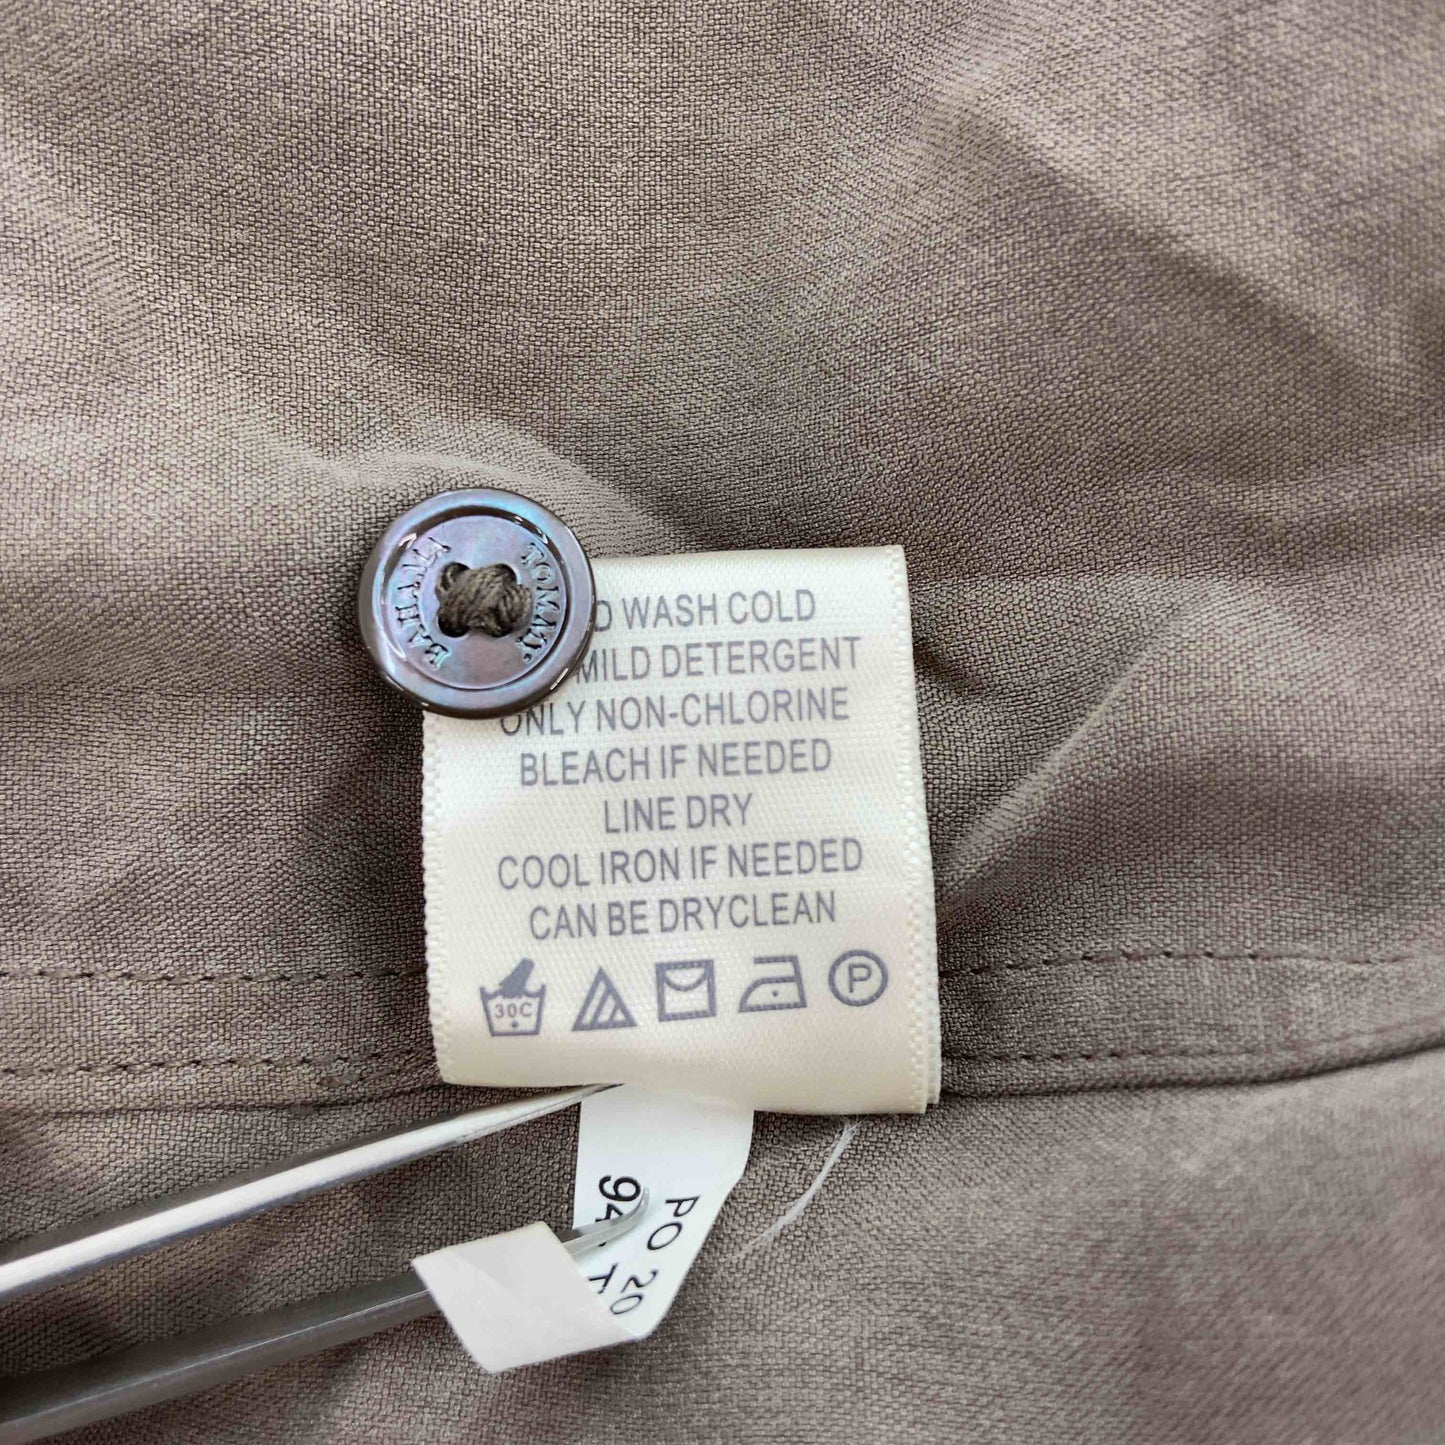 BAHAMA TOMMY
WASH COLD
MILD DETERGENT
ONLY NON-CHLORINE
BLEACH IF NEEDED
LINE DRY
COOL IRON IF NEEDED
CAN BE DRYCLEAN
30C
P
PO 20
94